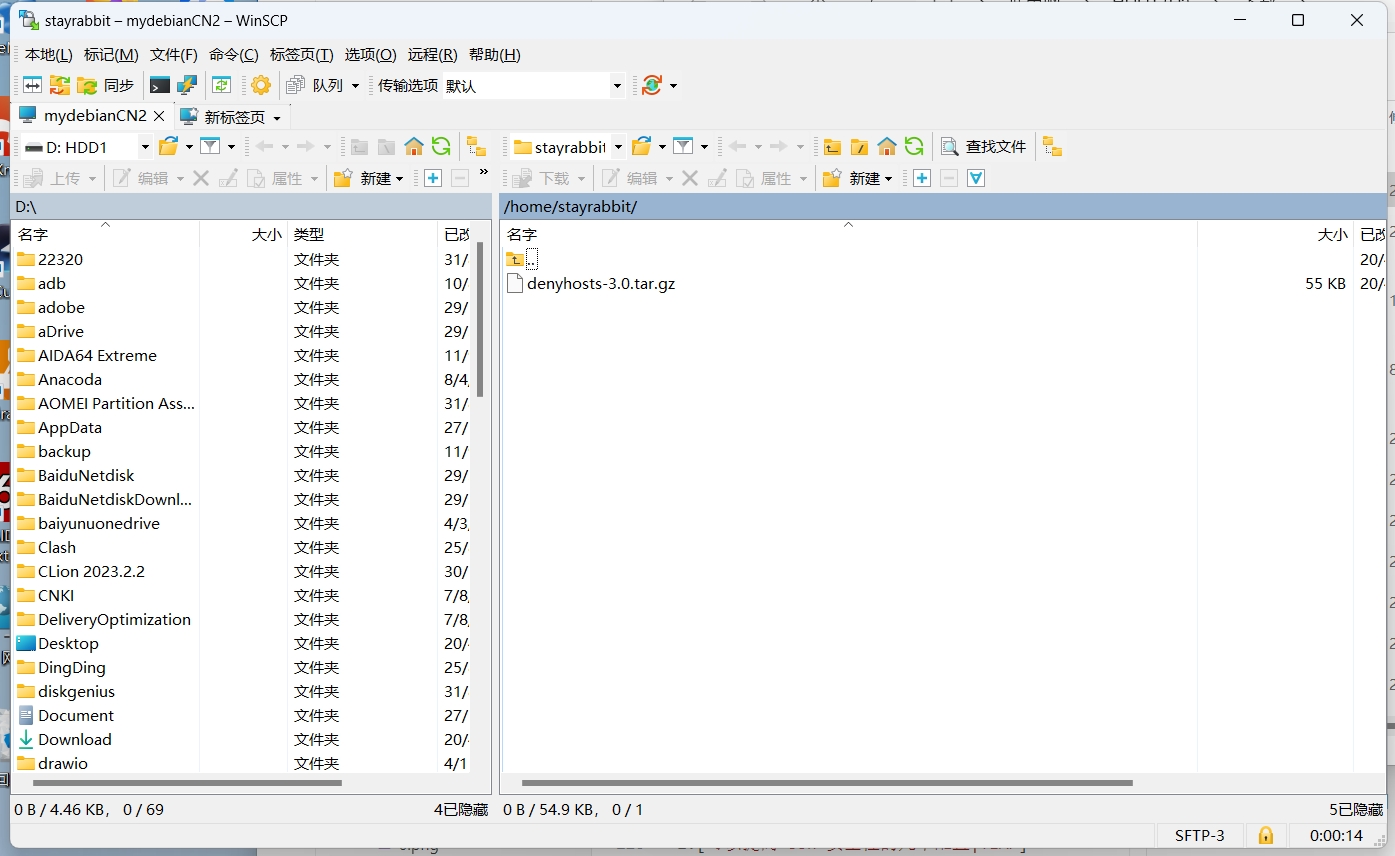 stayrabbit – mydebianCN2 – WinSCP
本地(L) 标记(M) 文件(F) 命令(C) 标签页(T) 选项(O) 远程(R) 帮助(H)
同步 队列 传输选项 默认
mydebianCN2 新标签页
D: HDD1 stayrabbit 查找文件
上传 编辑 属性 新建 » 下载 编辑 属性 新建
D:\ /home/stayrabbit/
名字 大小 类型 已改 名字 大小 已改
22320 文件夹 31/ .. 20/
adb 文件夹 10/ denyhosts-3.0.tar.gz 55 KB 20/
adobe 文件夹 29/
aDrive 文件夹 29/
AIDA64 Extreme 文件夹 11/
Anacoda 文件夹 8/4/
AOMEI Partition Ass... 文件夹 31/
AppData 文件夹 27/
backup 文件夹 11/
BaiduNetdisk 文件夹 29/
BaiduNetdiskDownl... 文件夹 29/
baiyunuonedrive 文件夹 4/3/
Clash 文件夹 25/
CLion 2023.2.2 文件夹 30/
CNKI 文件夹 7/8/
DeliveryOptimization 文件夹 7/8/
Desktop 文件夹 20/
DingDing 文件夹 25/
diskgenius 文件夹 31/
Document 文件夹 27/
Download 文件夹 20/
drawio 文件夹 4/1
0 B / 4.46 KB, 0 / 69 4已隐藏 0 B / 54.9 KB, 0 / 1 5已隐藏
SFTP-3 0:00:14